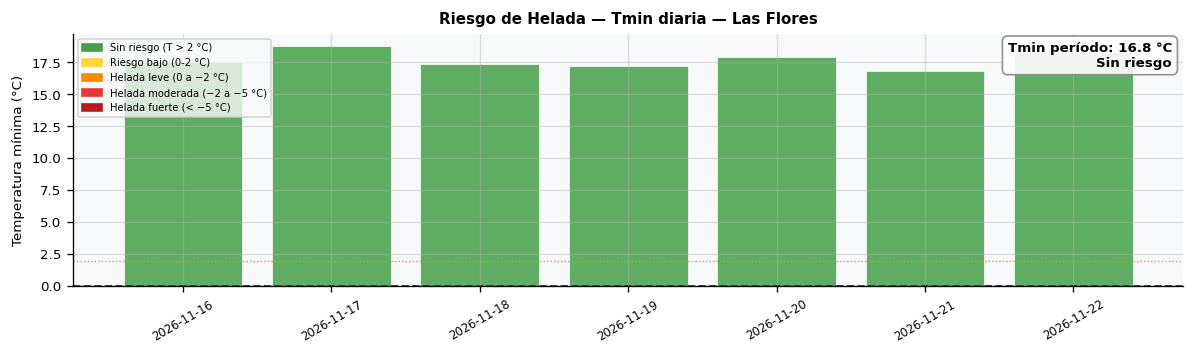 Riesgo de Helada — Tmin diaria — Las Flores
Sin riesgo (T > 2 °C)
Riesgo bajo (0-2 °C)
Helada leve (0 a −2 °C)
Helada moderada (−2 a −5 °C)
Helada fuerte (< −5 °C)
Tmin período: 16.8 °C
Sin riesgo
Temperatura mínima (°C)
17.5
15.0
12.5
10.0
7.5
5.0
2.5
0.0
2026-11-16
2026-11-17
2026-11-18
2026-11-19
2026-11-20
2026-11-21
2026-11-22